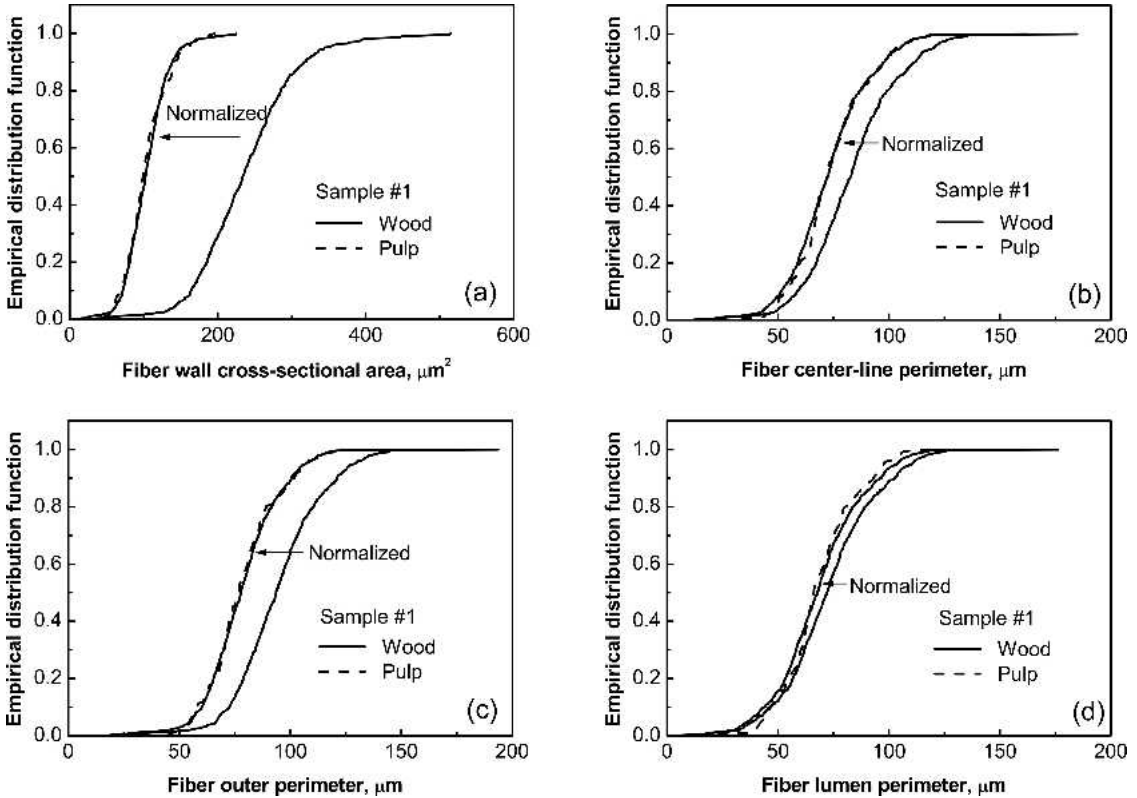 Empirical distribution function
1.0
0.8
0.6
0.4
0.2
0.0
Normalized
Sample #1
Wood
Pulp
(a)
0 200 400 600
Fiber wall cross-sectional area, μm²
Empirical distribution function
1.0
0.8
0.6
0.4
0.2
0.0
Normalized
Sample #1
Wood
Pulp
(b)
0 50 100 150 200
Fiber center-line perimeter, μm
Empirical distribution function
1.0
0.8
0.6
0.4
0.2
0.0
Normalized
Sample #1
Wood
Pulp
(c)
0 50 100 150 200
Fiber outer perimeter, μm
Empirical distribution function
1.0
0.8
0.6
0.4
0.2
0.0
Normalized
Sample #1
Wood
Pulp
(d)
0 50 100 150 200
Fiber lumen perimeter, μm